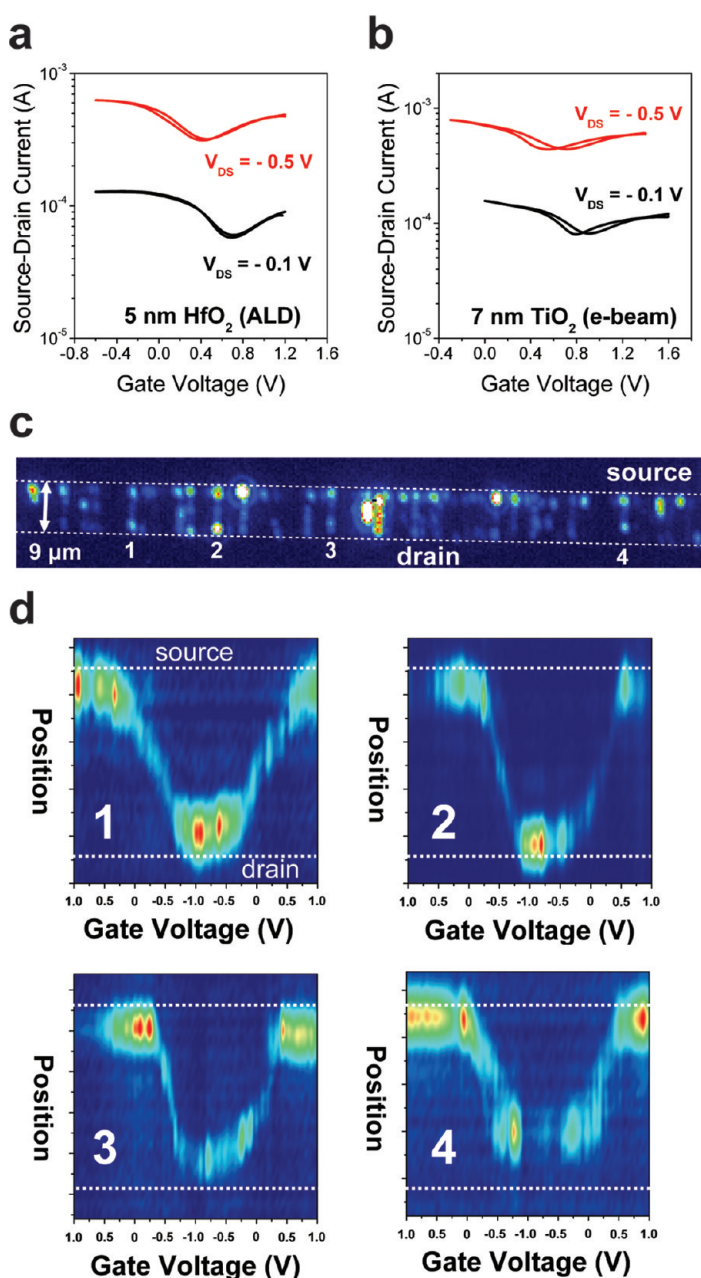 a
b
Source-Drain Current (A)
10⁻³
10⁻⁴
10⁻⁵
V_DS = - 0.5 V
V_DS = - 0.1 V
5 nm HfO₂ (ALD)
-0.8 -0.4 0.0 0.4 0.8 1.2 1.6
Gate Voltage (V)
Source-Drain Current (A)
10⁻³
10⁻⁴
10⁻⁵
V_DS = - 0.5 V
V_DS = - 0.1 V
7 nm TiO₂ (e-beam)
-0.4 0.0 0.4 0.8 1.2 1.6
Gate Voltage (V)
c
source
9 μm 1 2 3 drain 4
d
Position
source
1
drain
1.0 0.5 0 0.5 -1.0 -0.5 0 0.5 1.0
Gate Voltage (V)
Position
2
1.0 0.5 0 0.5 -1.0 -0.5 0 0.5 1.0
Gate Voltage (V)
Position
3
1.0 0.5 0 0.5 -1.0 -0.5 0 0.5 1.0
Gate Voltage (V)
Position
4
1.0 0.5 0 0.5 -1.0 -0.5 0 0.5 1.0
Gate Voltage (V)